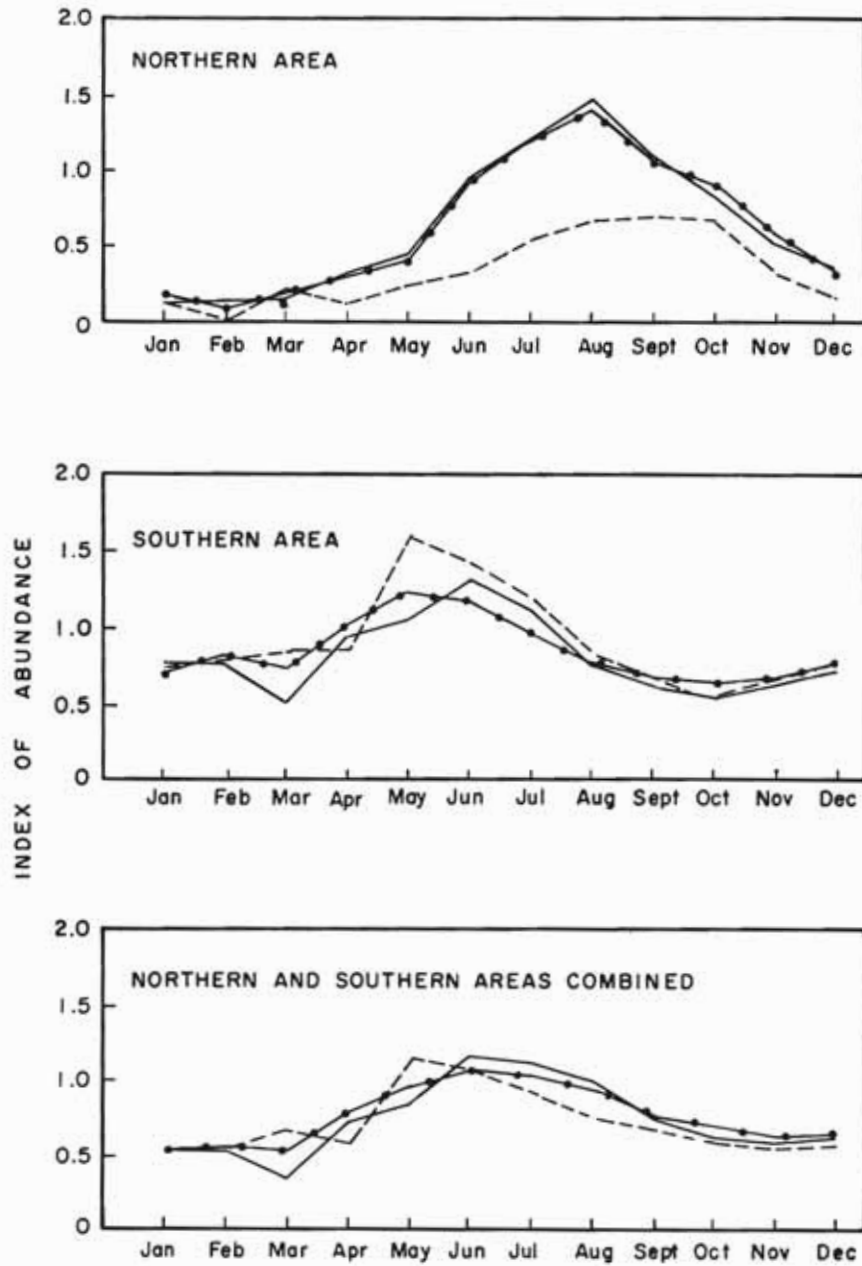 INDEX OF ABUNDANCE
2.0
NORTHERN AREA
1.5
1.0
0.5
0
Jan Feb Mar Apr May Jun Jul Aug Sept Oct Nov Dec
2.0
SOUTHERN AREA
1.5
1.0
0.5
0
Jan Feb Mar Apr May Jun Jul Aug Sept Oct Nov Dec
2.0
NORTHERN AND SOUTHERN AREAS COMBINED
1.5
1.0
0.5
0
Jan Feb Mar Apr May Jun Jul Aug Sept Oct Nov Dec